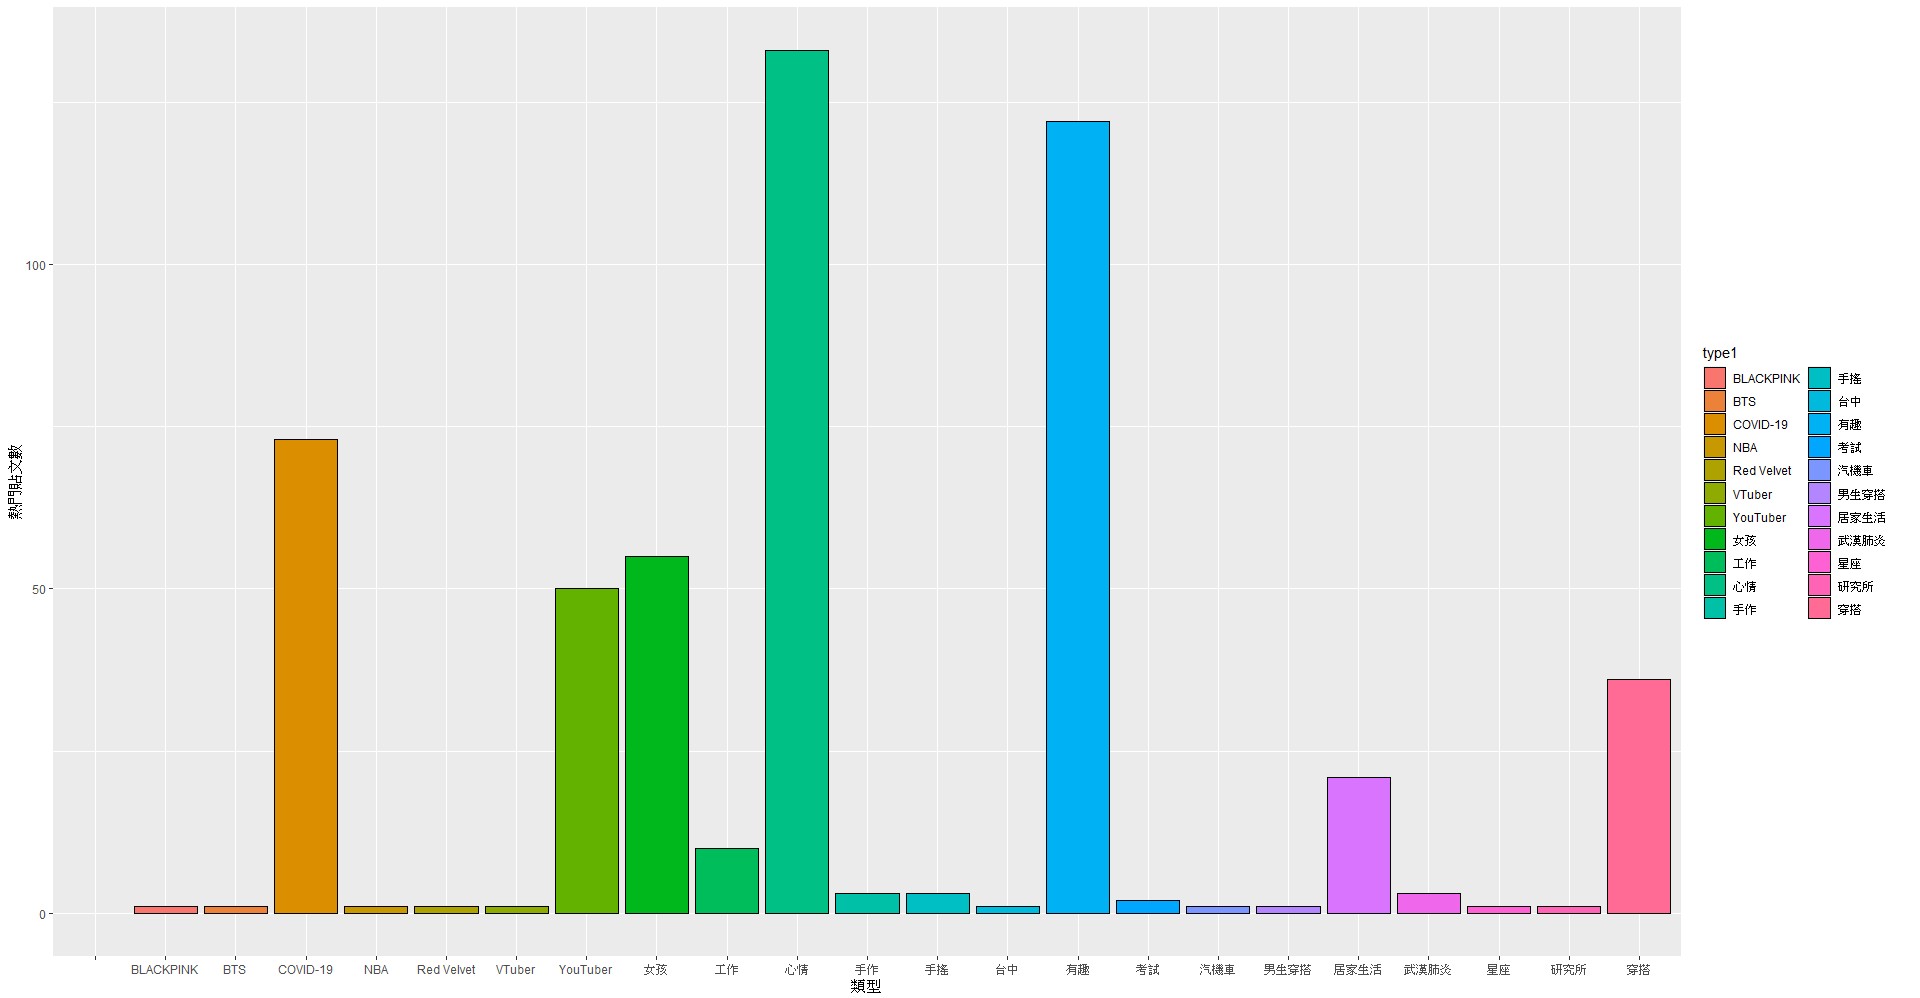 熱門貼文數
100
50
0
BLACKPINK
BTS
COVID-19
NBA
Red Velvet
VTuber
YouTuber
女孩
工作
心情
手作
手搖
台中
有趣
考試
汽機車
男生穿搭
居家生活
武漢肺炎
星座
研究所
穿搭
類型
type1
BLACKPINK
BTS
COVID-19
NBA
Red Velvet
VTuber
YouTuber
女孩
工作
心情
手作
手搖
台中
有趣
考試
汽機車
男生穿搭
居家生活
武漢肺炎
星座
研究所
穿搭